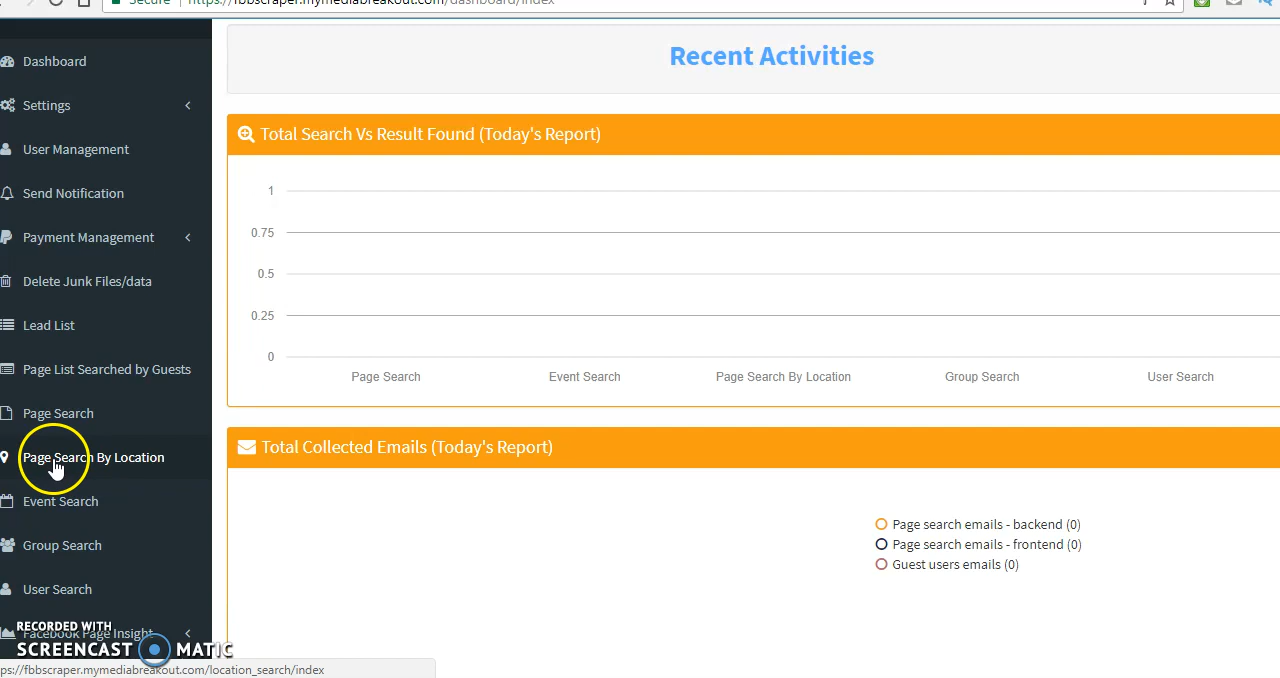 Secure https://fbbscraper.mymediabreakout.com/dashboard/index
Dashboard
Settings
User Management
Send Notification
Payment Management
Delete Junk Files/data
Lead List
Page List Searched by Guests
Page Search
Page Search By Location
Event Search
Group Search
User Search
Facebook Page Insight
Recent Activities
Total Search Vs Result Found (Today's Report)
1
0.75
0.5
0.25
0
Page Search Event Search Page Search By Location Group Search User Search
Total Collected Emails (Today's Report)
Page search emails - backend (0)
Page search emails - frontend (0)
Guest users emails (0)
RECORDED WITH
SCREENCAST MATIC
ps://fbbscraper.mymediabreakout.com/location_search/index